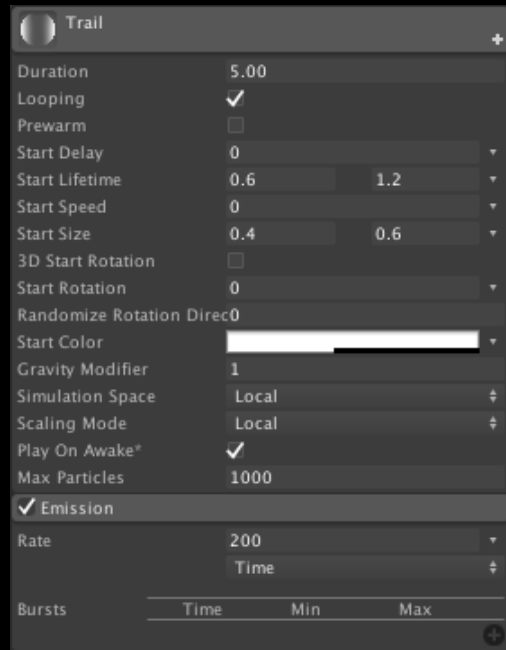 Trail
Duration 5.00
Looping
Prewarm
Start Delay 0
Start Lifetime 0.6 1.2
Start Speed 0
Start Size 0.4 0.6
3D Start Rotation
Start Rotation 0
Randomize Rotation Direc0
Start Color
Gravity Modifier 1
Simulation Space Local
Scaling Mode Local
Play On Awake*
Max Particles 1000
Emission
Rate 200
Time
Bursts Time Min Max